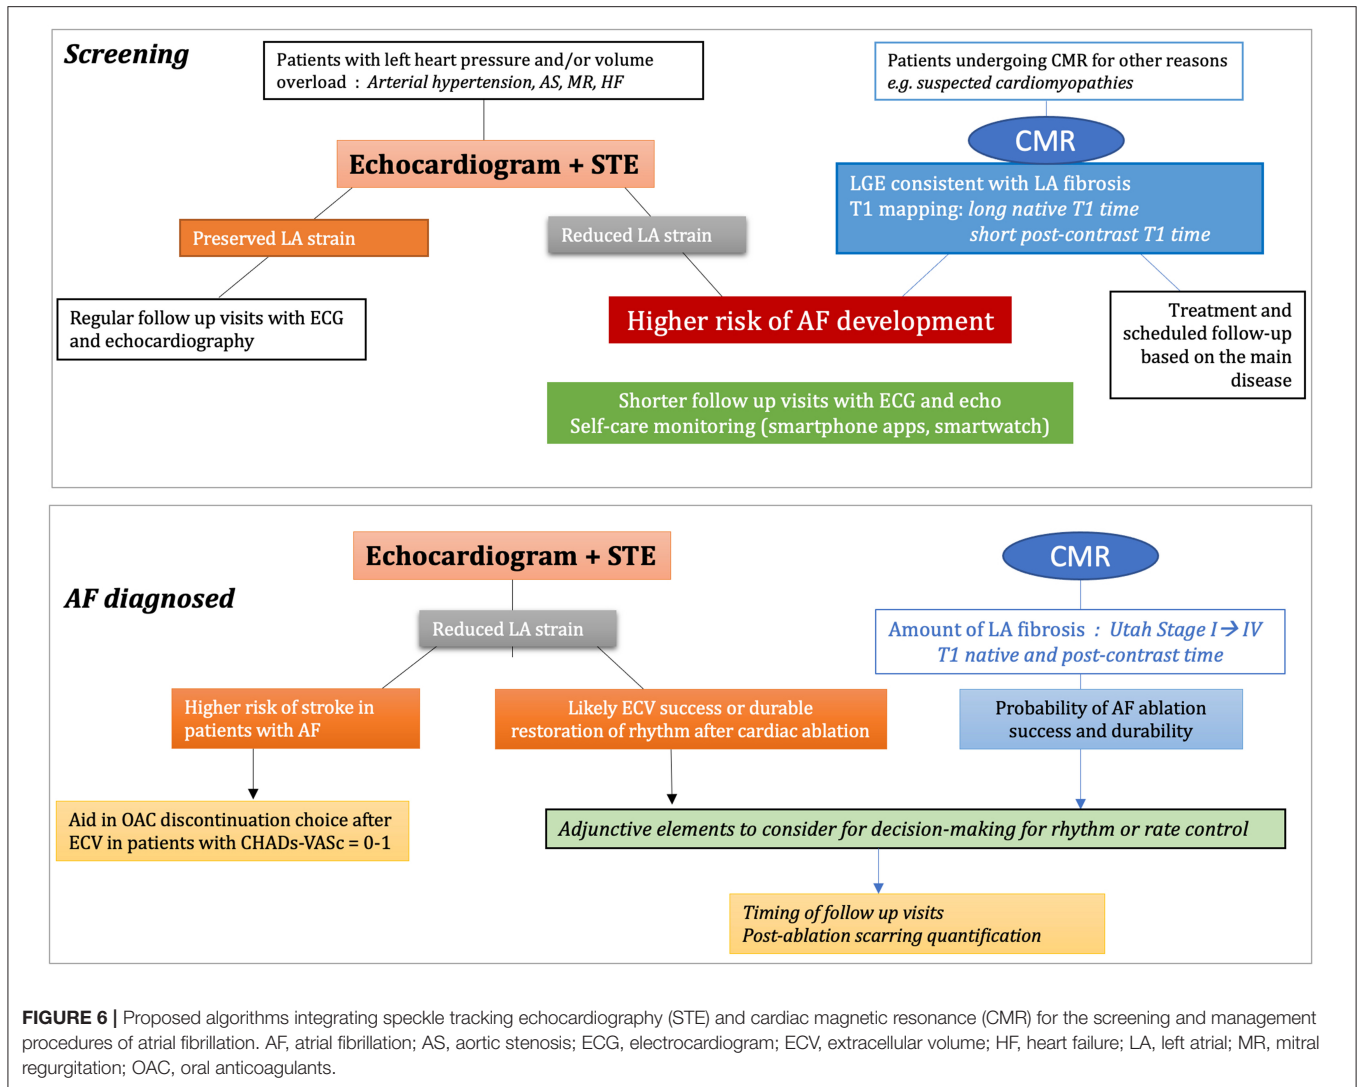 Screening
Patients with left heart pressure and/or volume
overload : Arterial hypertension, AS, MR, HF
Patients undergoing CMR for other reasons
e.g. suspected cardiomyopathies
CMR
Echocardiogram + STE
LGE consistent with LA fibrosis
T1 mapping: long native T1 time
short post-contrast T1 time
Preserved LA strain
Reduced LA strain
Regular follow up visits with ECG
and echocardiography
Higher risk of AF development
Treatment and
scheduled follow-up
based on the main
disease
Shorter follow up visits with ECG and echo
Self-care monitoring (smartphone apps, smartwatch)
AF diagnosed
Echocardiogram + STE
CMR
Reduced LA strain
Amount of LA fibrosis : Utah Stage I→IV
T1 native and post-contrast time
Higher risk of stroke in
patients with AF
Likely ECV success or durable
restoration of rhythm after cardiac ablation
Probability of AF ablation
success and durability
Aid in OAC discontinuation choice after
ECV in patients with CHADs-VASc = 0-1
Adjunctive elements to consider for decision-making for rhythm or rate control
Timing of follow up visits
Post-ablation scarring quantification
FIGURE 6 | Proposed algorithms integrating speckle tracking echocardiography (STE) and cardiac magnetic resonance (CMR) for the screening and management
procedures of atrial fibrillation. AF, atrial fibrillation; AS, aortic stenosis; ECG, electrocardiogram; ECV, extracellular volume; HF, heart failure; LA, left atrial; MR, mitral
regurgitation; OAC, oral anticoagulants.